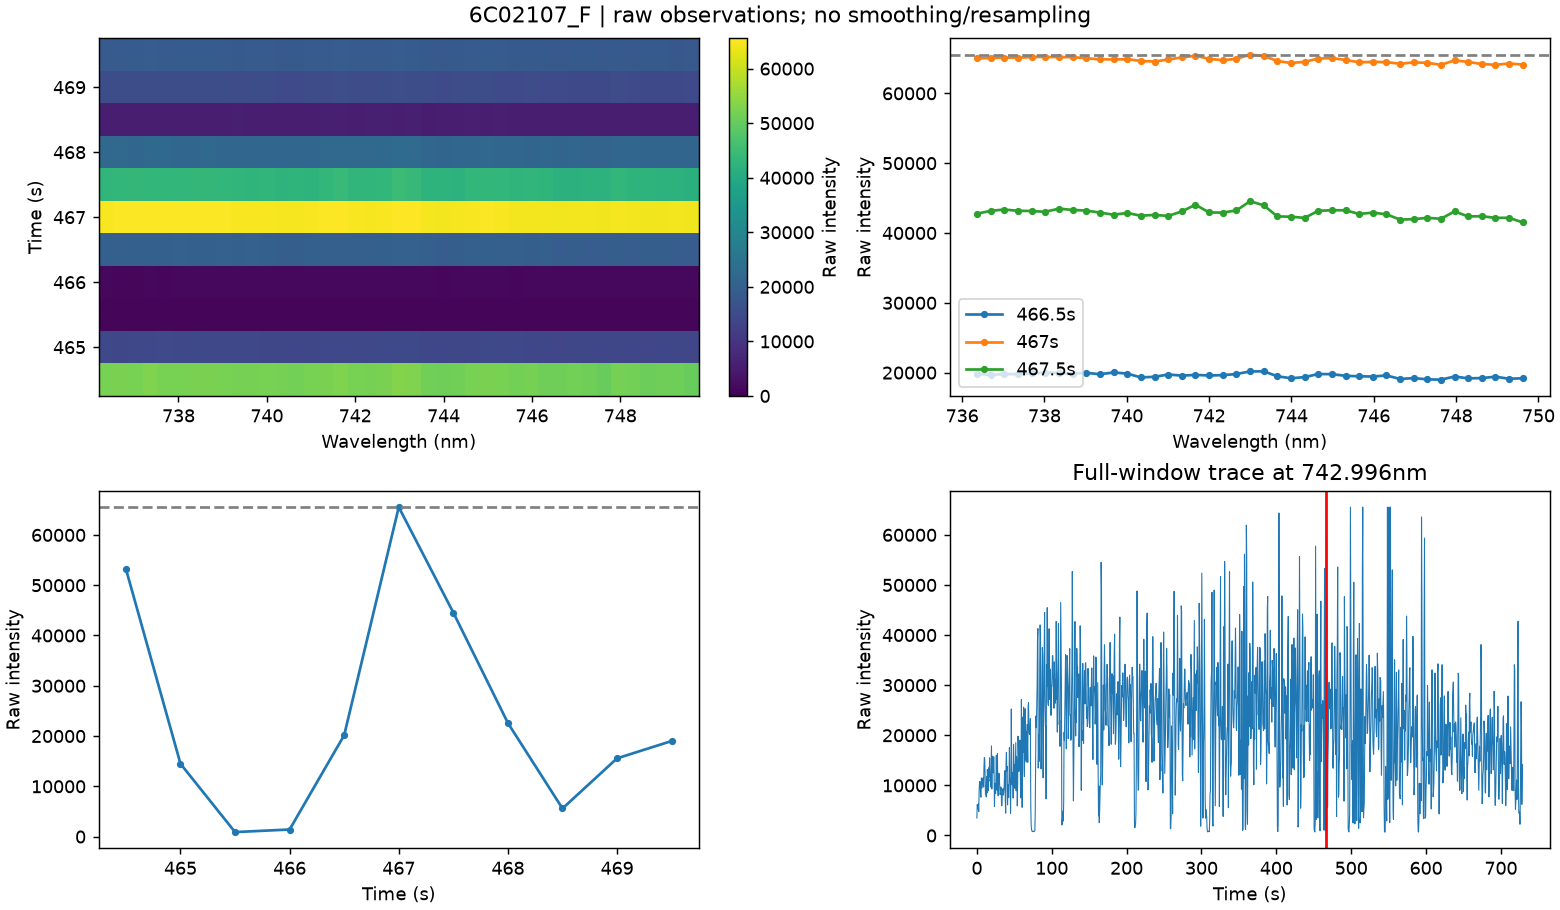 6C02107_F | raw observations; no smoothing/resampling
469
468
467
466
465
Time (s)
738 740 742 744 746 748
Wavelength (nm)
60000
50000
40000
30000
20000
10000
0
Raw intensity
60000
50000
40000
30000
20000
Raw intensity
466.5s
467s
467.5s
736 738 740 742 744 746 748 750
Wavelength (nm)
60000
50000
40000
30000
20000
10000
0
Raw intensity
465 466 467 468 469
Time (s)
Full-window trace at 742.996nm
60000
50000
40000
30000
20000
10000
0
Raw intensity
0 100 200 300 400 500 600 700
Time (s)